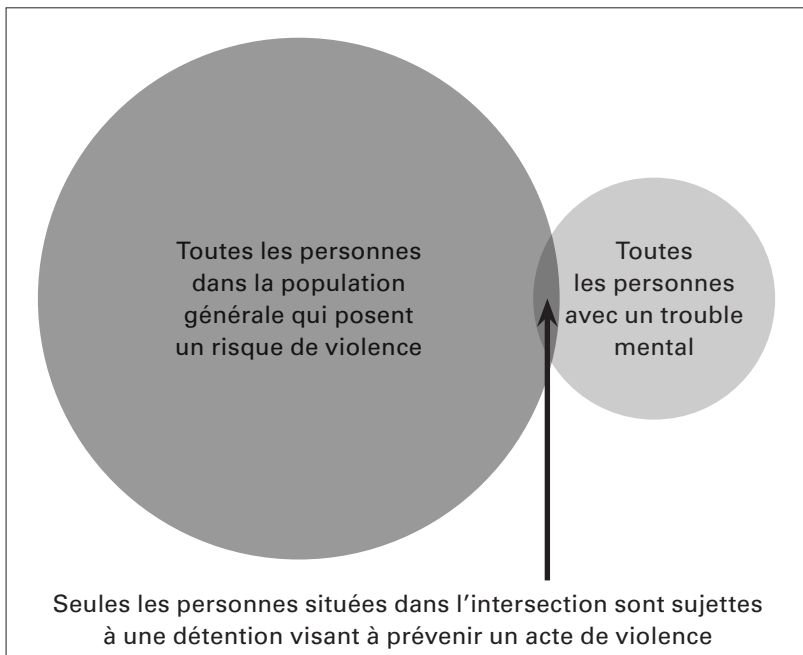 Toutes les personnes
dans la population
générale qui posent
un risque de violence
Toutes
les personnes
avec un trouble
mental
Seules les personnes situées dans l’intersection sont sujettes
à une détention visant à prévenir un acte de violence